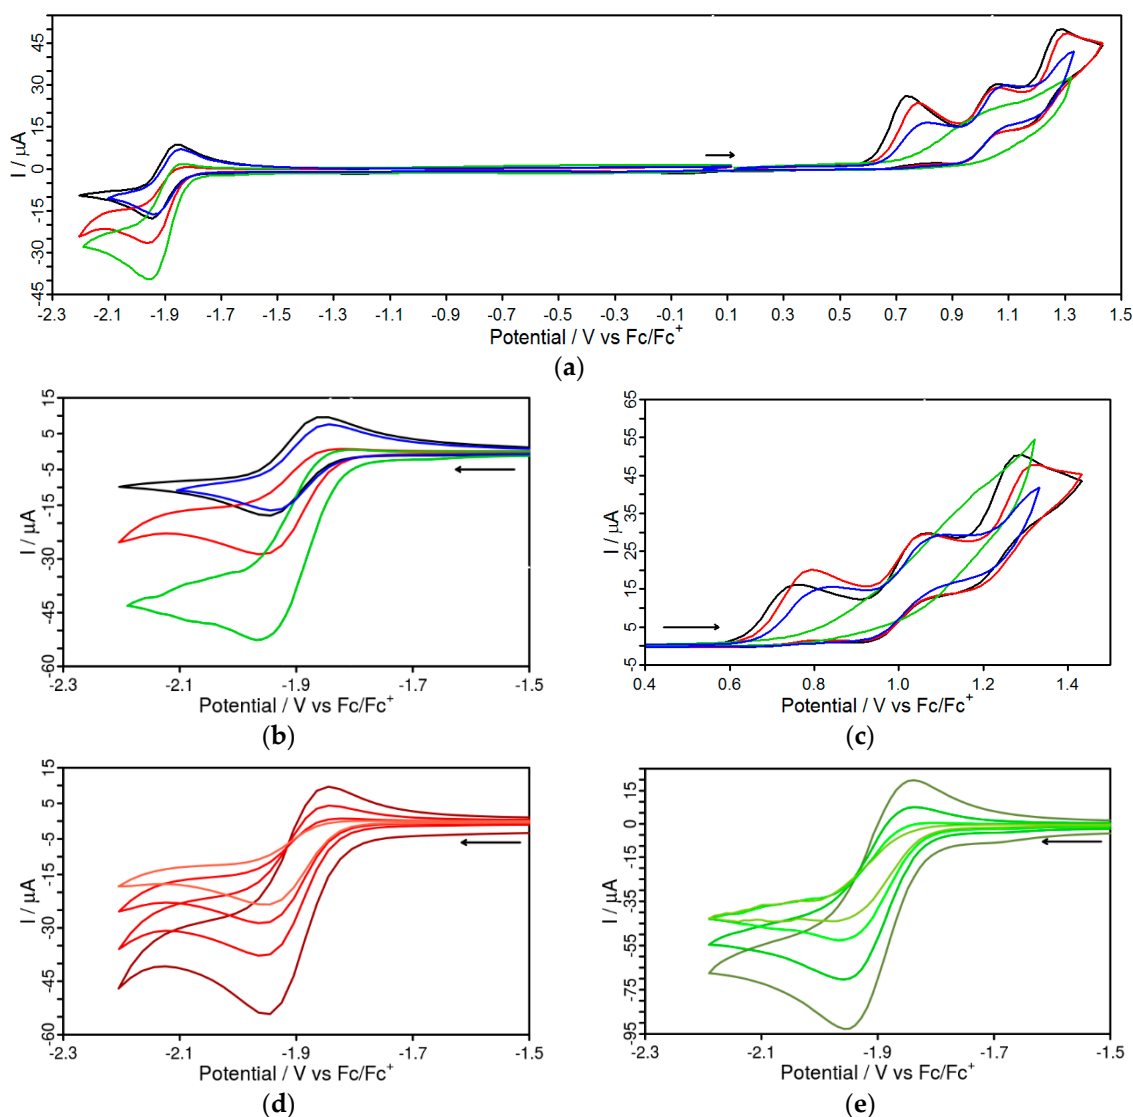 45
30
15
0
-15
-30
-45
I / µA
-2.3 -2.1 -1.9 -1.7 -1.5 -1.3 -1.1 -0.9 -0.7 -0.5 -0.3 -0.1 0.1 0.3 0.5 0.7 0.9 1.1 1.3 1.5
Potential / V vs Fc/Fc+
(a)
15
5
-5
-15
-30
-45
-60
I / µA
-2.3 -2.1 -1.9 -1.7 -1.5
Potential / V vs Fc/Fc+
(b)
65
55
45
35
25
15
5
-5
I / µA
0.4 0.6 0.8 1.0 1.2 1.4
Potential / V vs Fc/Fc+
(c)
15
5
-5
-15
-30
-45
-60
I / µA
-2.3 -2.1 -1.9 -1.7 -1.5
Potential / V vs Fc/Fc+
(d)
15
0
-15
-35
-55
-75
-95
I / µA
-2.3 -2.1 -1.9 -1.7 -1.5
Potential / V vs Fc/Fc+
(e)